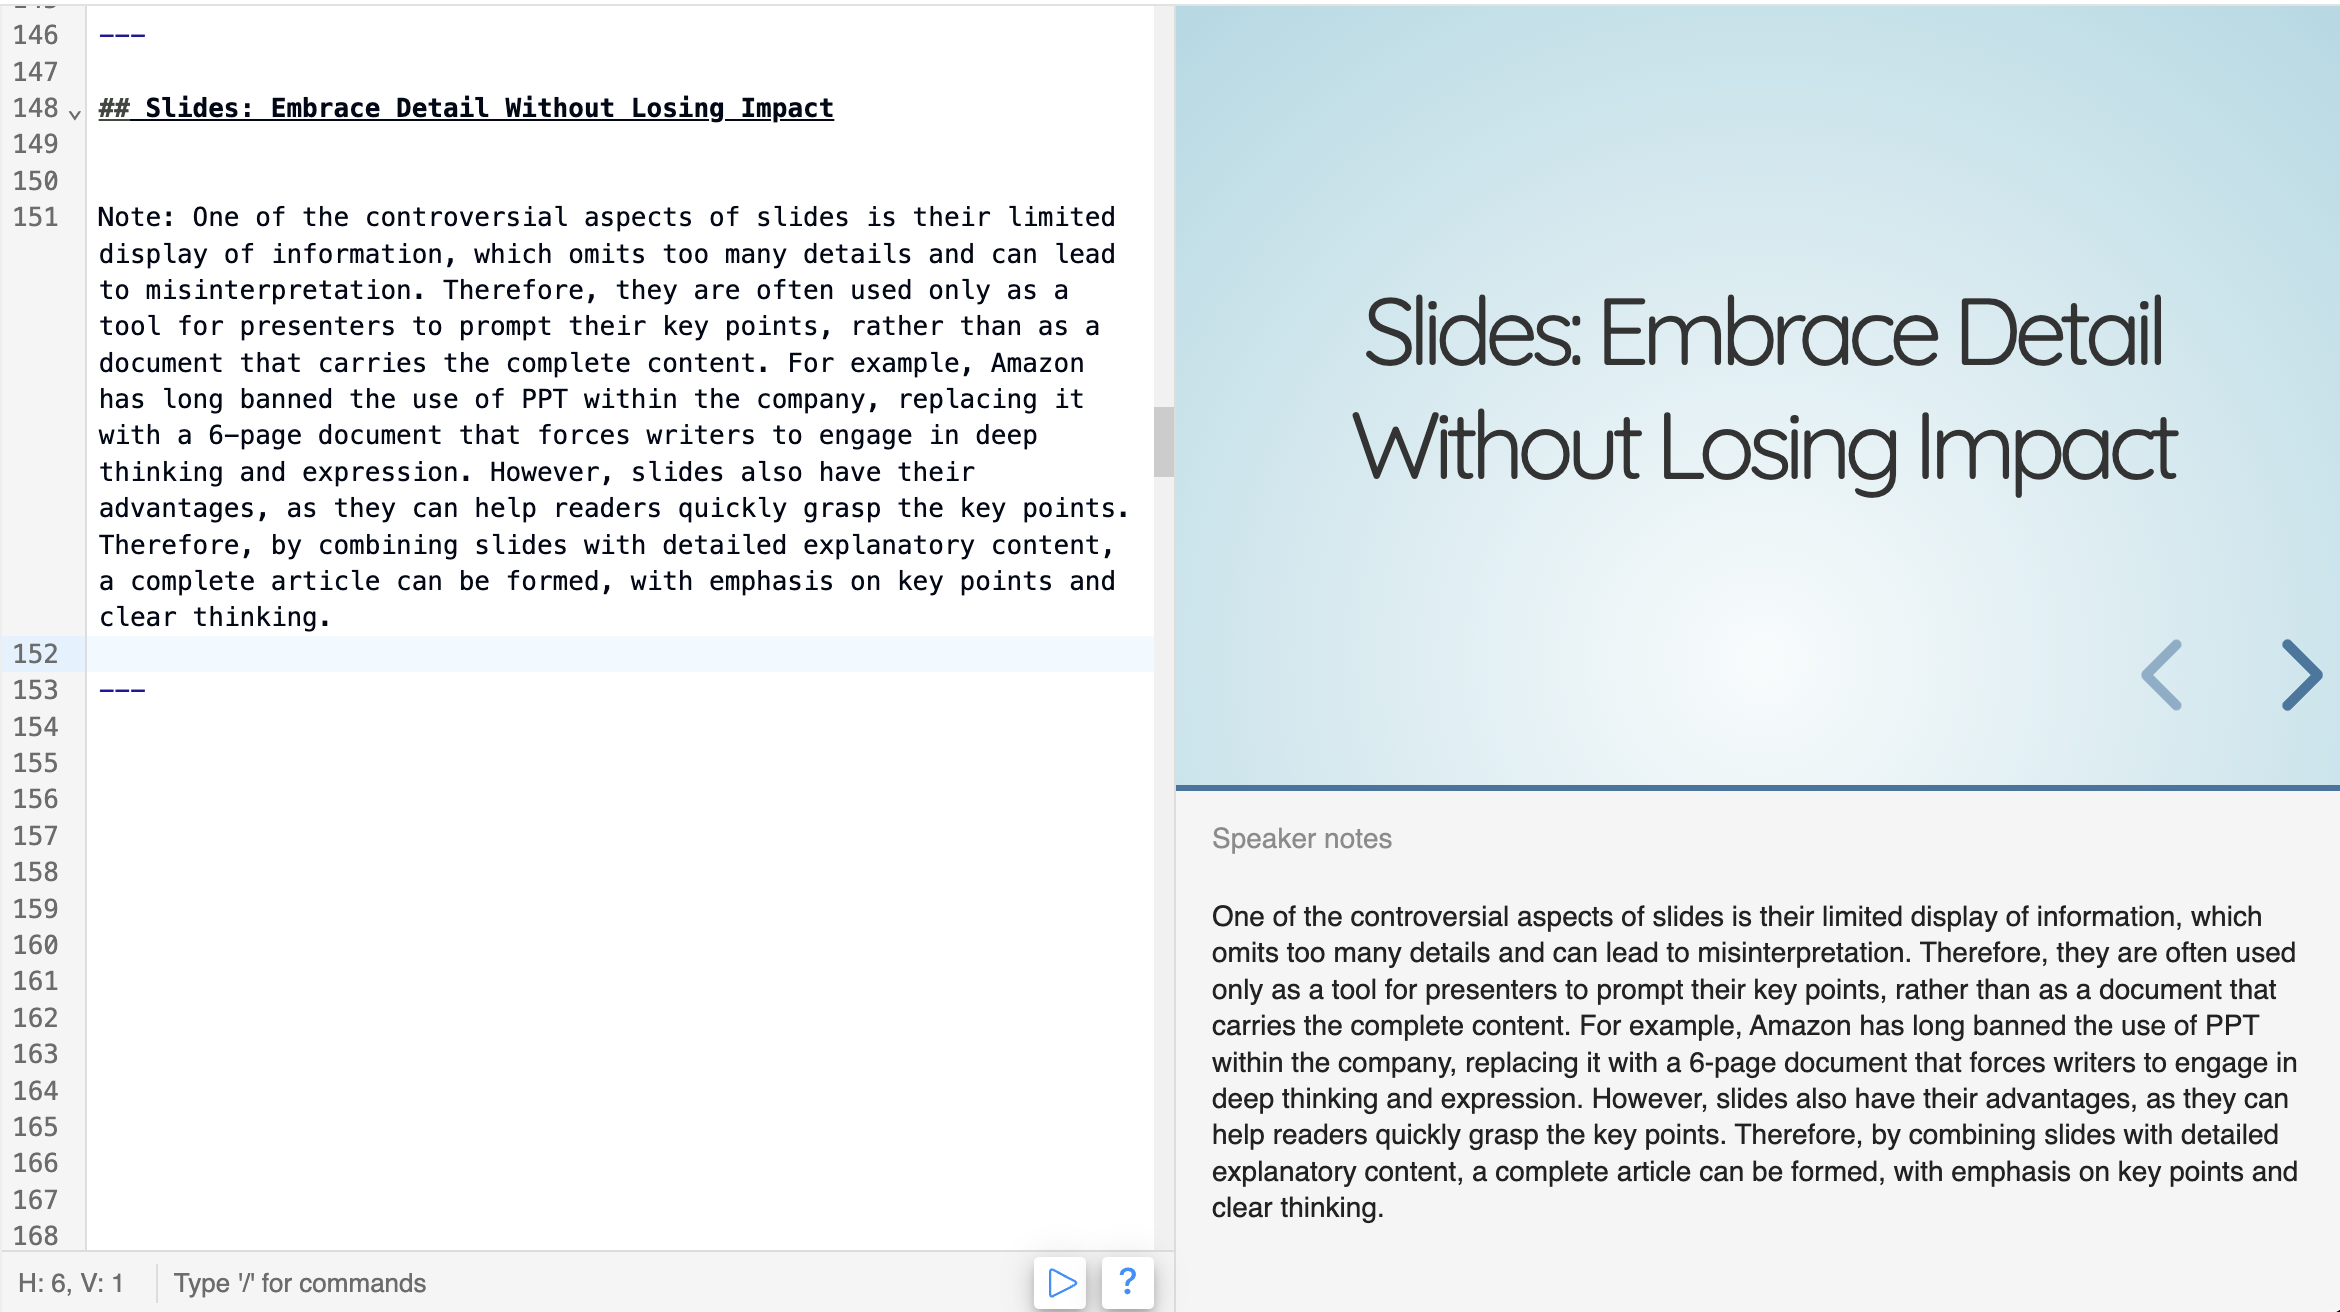 146 ---
147
148 ## Slides: Embrace Detail Without Losing Impact
149
150
151 Note: One of the controversial aspects of slides is their limited
display of information, which omits too many details and can lead
to misinterpretation. Therefore, they are often used only as a
tool for presenters to prompt their key points, rather than as a
document that carries the complete content. For example, Amazon
has long banned the use of PPT within the company, replacing it
with a 6-page document that forces writers to engage in deep
thinking and expression. However, slides also have their
advantages, as they can help readers quickly grasp the key points.
Therefore, by combining slides with detailed explanatory content,
a complete article can be formed, with emphasis on key points and
clear thinking.
152
153 ---
154
155
156
157
158
159
160
161
162
163
164
165
166
167
168
H: 6, V: 1
Type '/' for commands
?
Slides: Embrace Detail
Without Losing Impact
Speaker notes
One of the controversial aspects of slides is their limited display of information, which
omits too many details and can lead to misinterpretation. Therefore, they are often used
only as a tool for presenters to prompt their key points, rather than as a document that
carries the complete content. For example, Amazon has long banned the use of PPT
within the company, replacing it with a 6-page document that forces writers to engage in
deep thinking and expression. However, slides also have their advantages, as they can
help readers quickly grasp the key points. Therefore, by combining slides with detailed
explanatory content, a complete article can be formed, with emphasis on key points and
clear thinking.